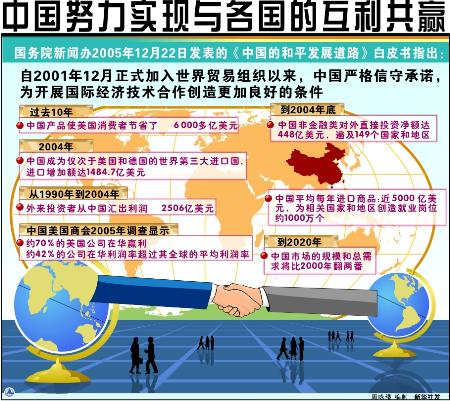 中国努力实现与各国的互利共赢
国务院新闻办2005年12月22日发表的《中国的和平发展道路》白皮书指出：
自2001年12月正式加入世界贸易组织以来，中国严格信守承诺，
为开展国际经济技术合作创造更加良好的条件
过去10年
中国产品使美国消费者节省了 6000多亿美元
2004年
中国成为仅次于美国和德国的世界第三大进口国，
进口增加额达1484.7亿美元
从1990年到2004年
外来投资者从中国汇出利润 2506亿美元
中国美国商会2005年调查显示
约70%的美国公司在华赢利
约42%的公司在华利润率超过其全球的平均利润率
到2004年底
中国非金融类对外直接投资净额达
448亿美元，遍及149个国家和地区
中国平均每年进口商品：近5000亿美
元，为相关国家和地区创造就业岗位
约1000万个
到2020年
中国市场的规模和总需
求将比2000年翻两番
编制 新华社发